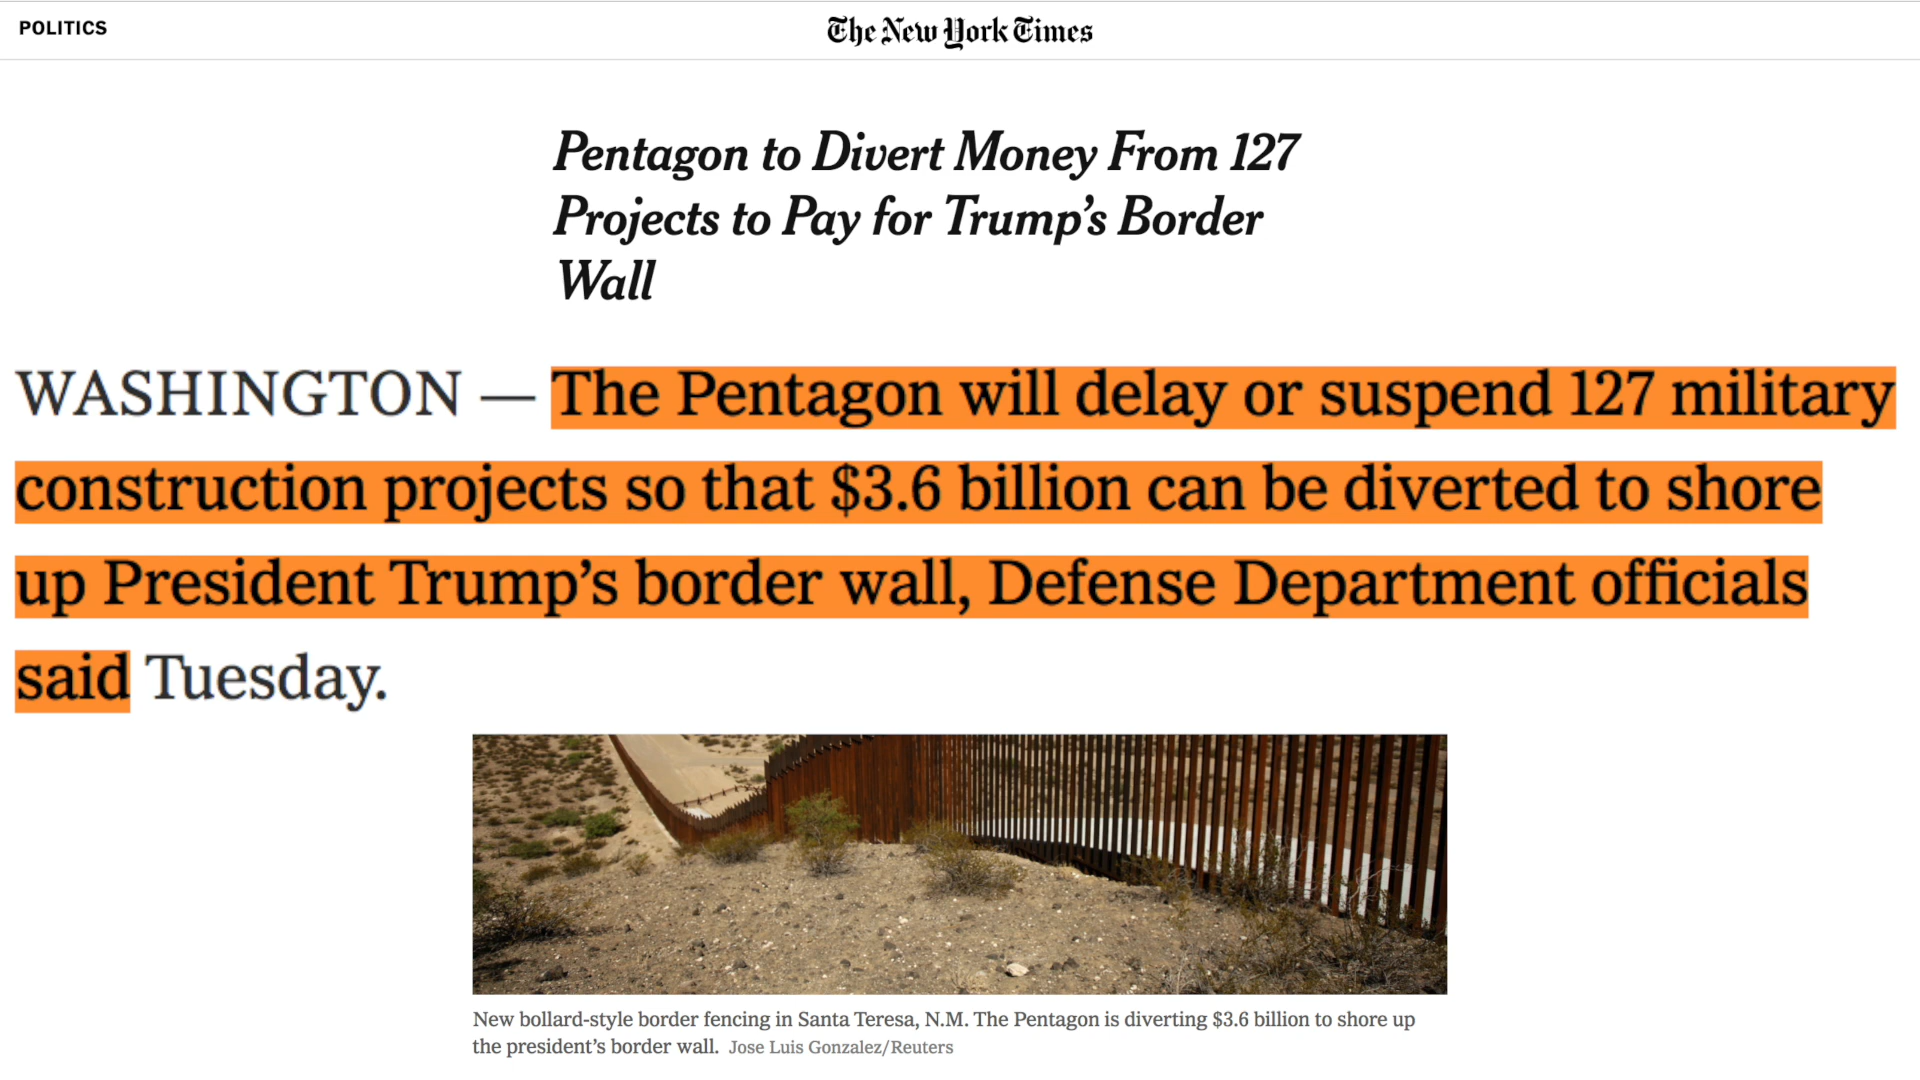 POLITICS
The New York Times
Pentagon to Divert Money From 127
Projects to Pay for Trump’s Border
Wall
WASHINGTON — The Pentagon will delay or suspend 127 military
construction projects so that $3.6 billion can be diverted to shore
up President Trump’s border wall, Defense Department officials
said Tuesday.
New bollard-style border fencing in Santa Teresa, N.M. The Pentagon is diverting $3.6 billion to shore up
the president’s border wall. Jose Luis Gonzalez/Reuters